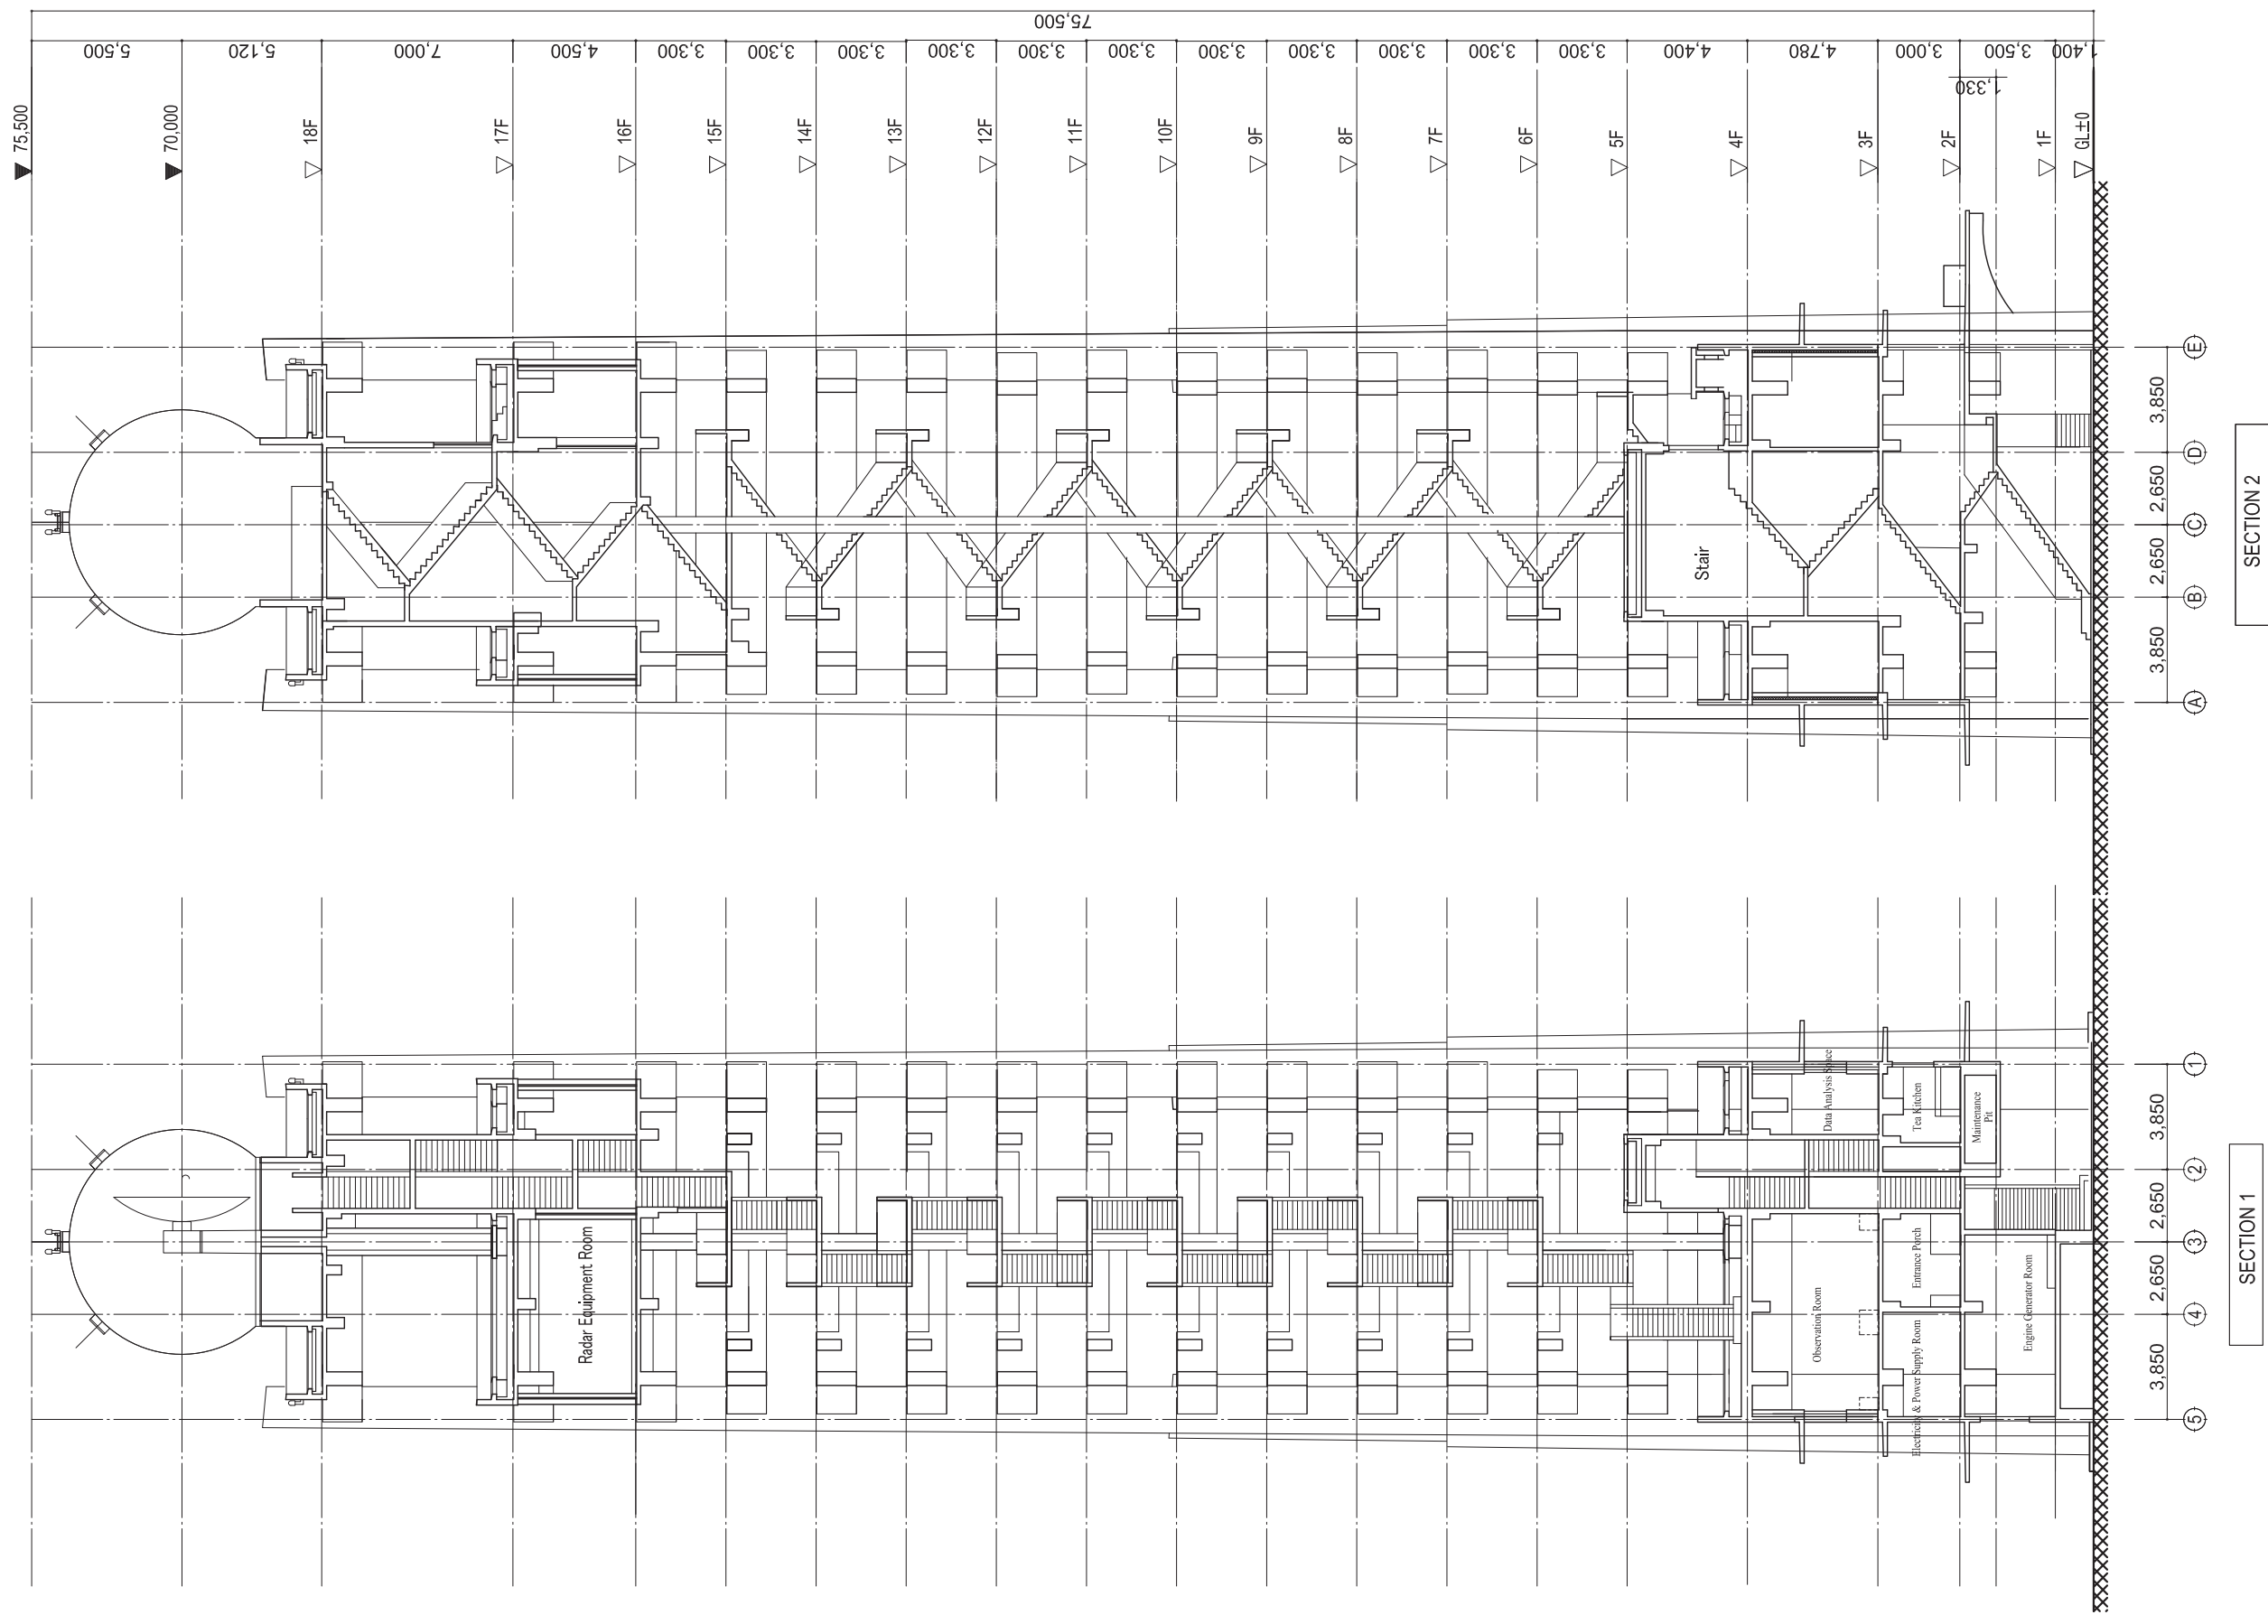 75,500
5,500
5,120
7,000
4,500
3,300
3,300
3,300
3,300
3,300
3,300
3,300
3,300
3,300
3,300
3,300
4,400
4,780
3,000
3,500
1,400
1,330
75,500
70,000
18F
17F
16F
15F
14F
13F
12F
11F
10F
9F
8F
7F
6F
5F
4F
3F
2F
1F
GL±0
Stair
E
D
C
B
A
3,850
2,650
2,650
3,850
SECTION 2
Radar Equipment Room
Data Analysis Space
Tea Kitchen
Maintenance
Pit
Observation Room
Entrance Porch
Electricity & Power Supply Room
Engine Generator Room
1
2
3
4
5
3,850
2,650
2,650
3,850
SECTION 1